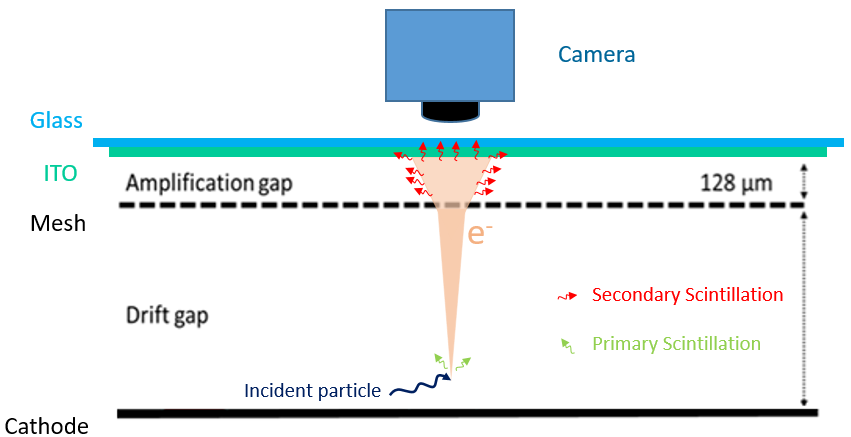 Camera
Glass
ITO
Amplification gap
128 µm
Mesh
e-
Drift gap
Secondary Scintillation
Primary Scintillation
Incident particle
Cathode